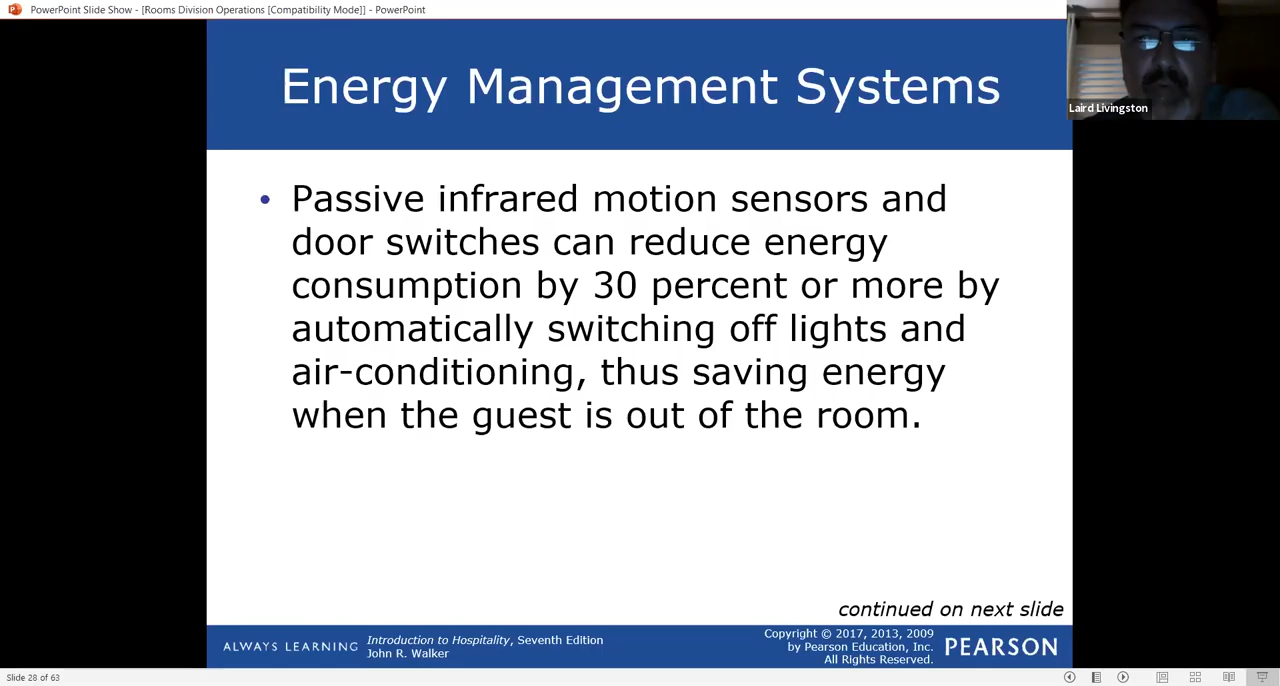 PowerPoint Slide Show - [Rooms Division Operations [Compatibility Mode]] - PowerPoint
Laird Livingston
Energy Management Systems
• Passive infrared motion sensors and
door switches can reduce energy
consumption by 30 percent or more by
automatically switching off lights and
air-conditioning, thus saving energy
when the guest is out of the room.
continued on next slide
ALWAYS LEARNING
Introduction to Hospitality, Seventh Edition
John R. Walker
Copyright © 2017, 2013, 2009
by Pearson Education, Inc.
All Rights Reserved.
PEARSON
Slide 28 of 63